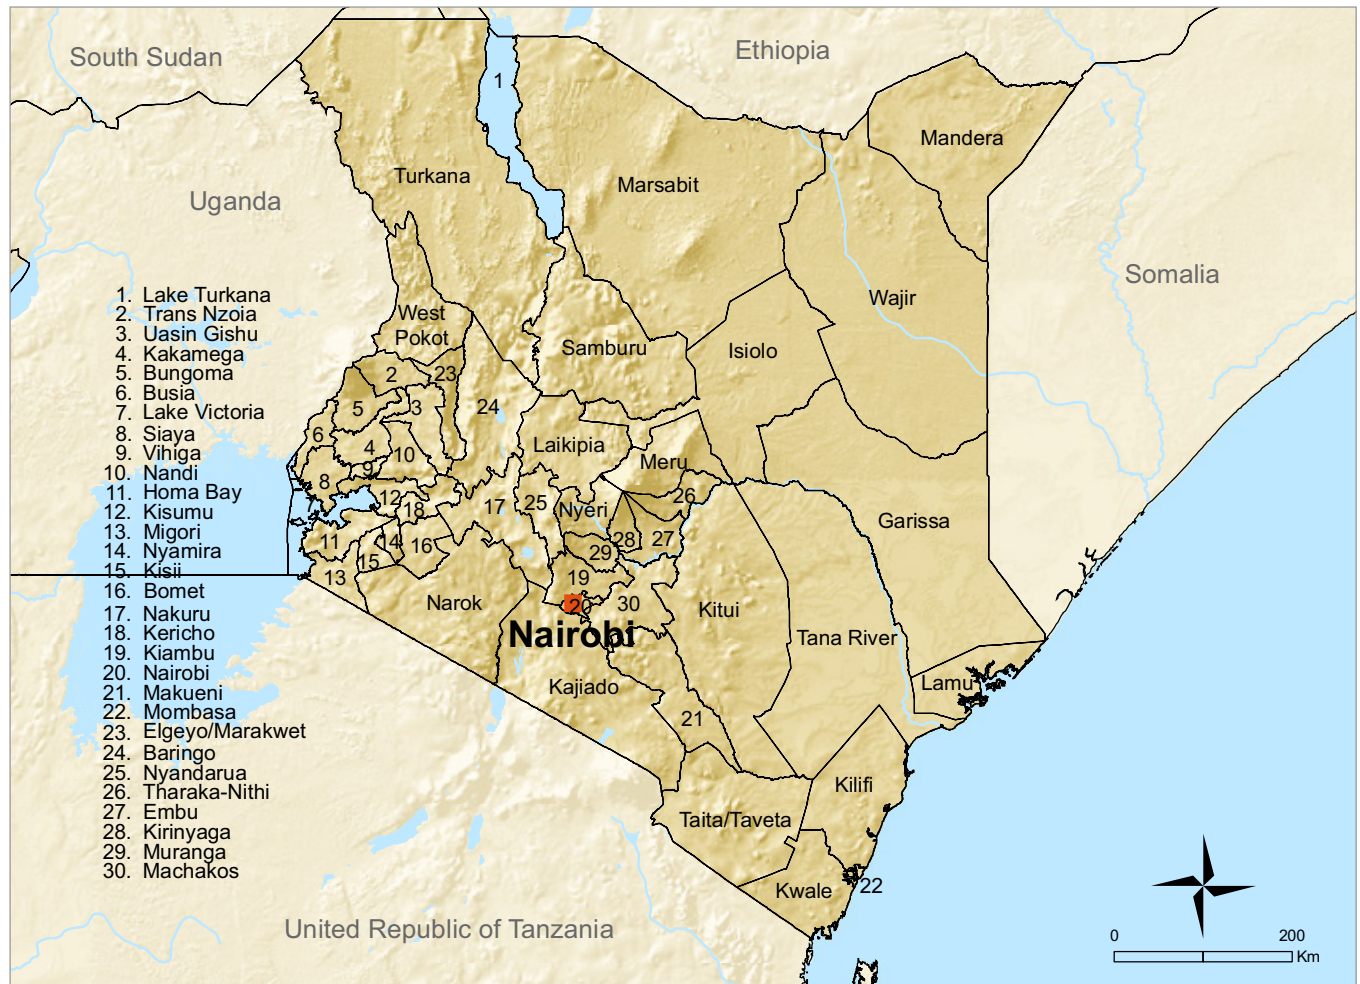 South Sudan
Ethiopia
1
Mandera
Turkana
Marsabit
Uganda
Somalia
Wajir
West
Pokot
Samburu
Isiolo
1. Lake Turkana
2. Trans Nzoia
3. Uasin Gishu
4. Kakamega
5. Bungoma
6. Busia
7. Lake Victoria
8. Siaya
9. Vihiga
10. Nandi
11. Homa Bay
12. Kisumu
13. Migori
14. Nyamira
15. Kisii
16. Bomet
17. Nakuru
18. Kericho
19. Kiambu
20. Nairobi
21. Makueni
22. Mombasa
23. Elgeyo/Marakwet
24. Baringo
25. Nyandarua
26. Tharaka-Nithi
27. Embu
28. Kirinyaga
29. Muranga
30. Machakos
2
23
5
3
24
6
4
10
Laikipia
Meru
9
8
12
18
17
25
Nyeri
26
7
11
14
15
16
28
27
29
Garissa
13
19
Narok
20
30
Kitui
Nairobi
Tana River
Kajiado
Lamu
21
Kilifi
Taita/Taveta
Kwale
22
United Republic of Tanzania
0 200
Km